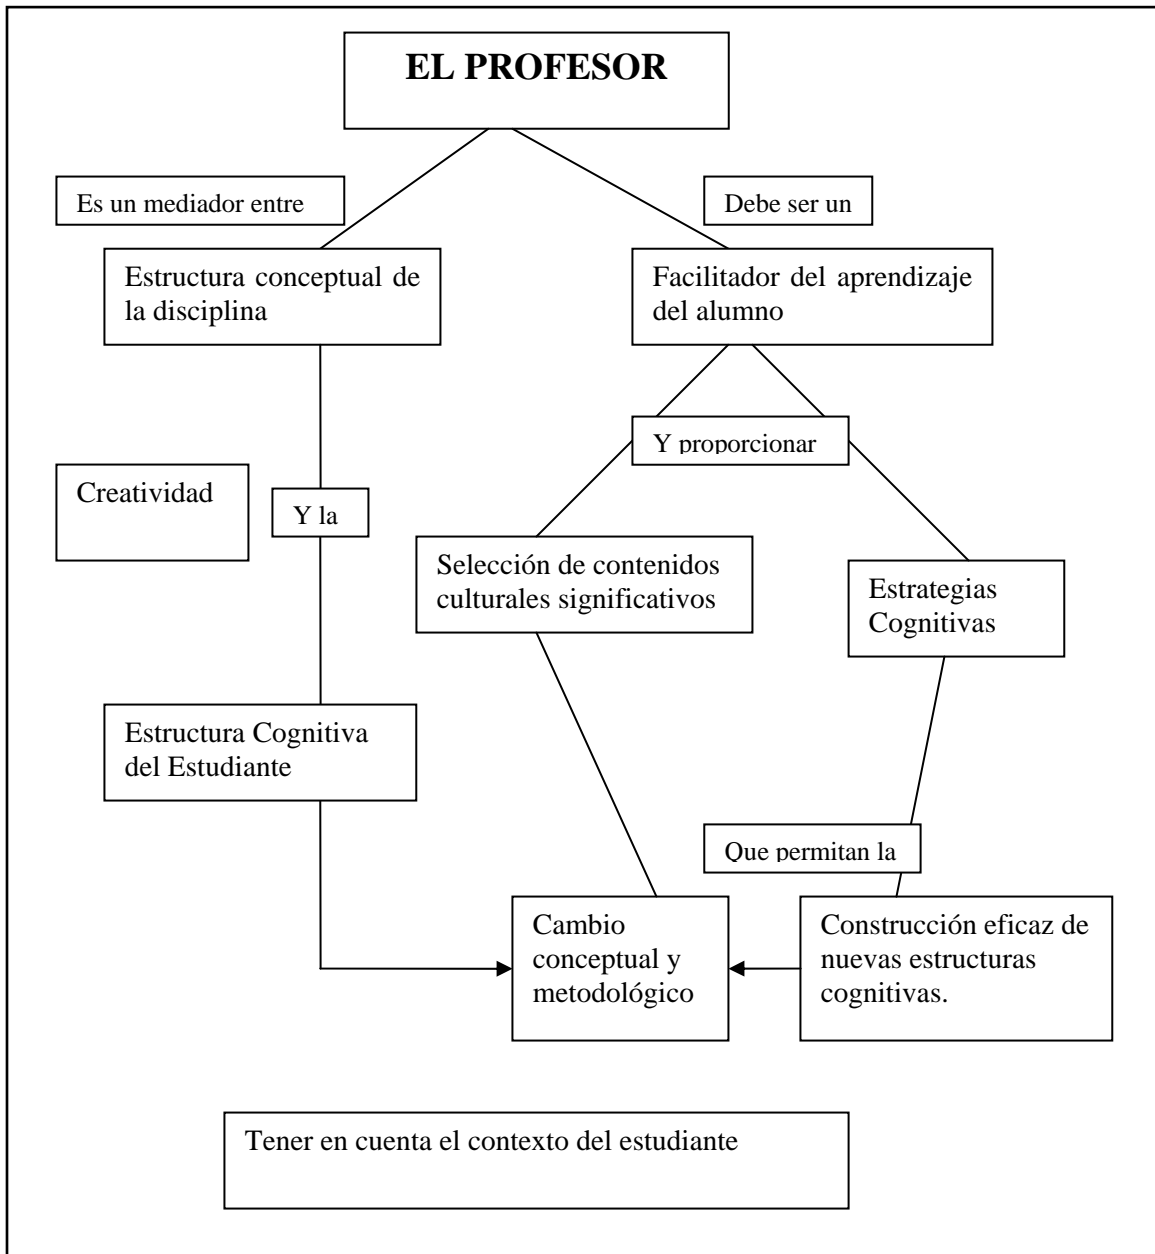 EL PROFESOR
Es un mediador entre
Debe ser un
Estructura conceptual de
la disciplina
Facilitador del aprendizaje
del alumno
Y proporcionar
Creatividad
Y la
Selección de contenidos
culturales significativos
Estrategias
Cognitivas
Estructura Cognitiva
del Estudiante
Que permitan la
Cambio
conceptual y
metodológico
Construcción eficaz de
nuevas estructuras
cognitivas.
Tener en cuenta el contexto del estudiante